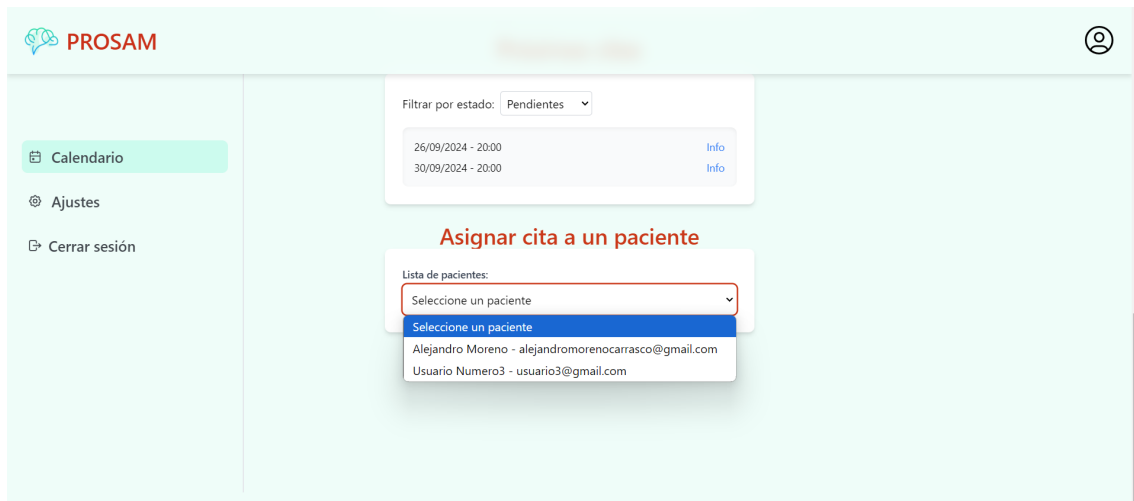 PROSAM
Calendario
Ajustes
Cerrar sesión
Filtrar por estado: Pendientes
26/09/2024 - 20:00 Info
30/09/2024 - 20:00 Info
Asignar cita a un paciente
Lista de pacientes:
Seleccione un paciente
Seleccione un paciente
Alejandro Moreno - alejandromorenocarrasco@gmail.com
Usuario Numero3 - usuario3@gmail.com